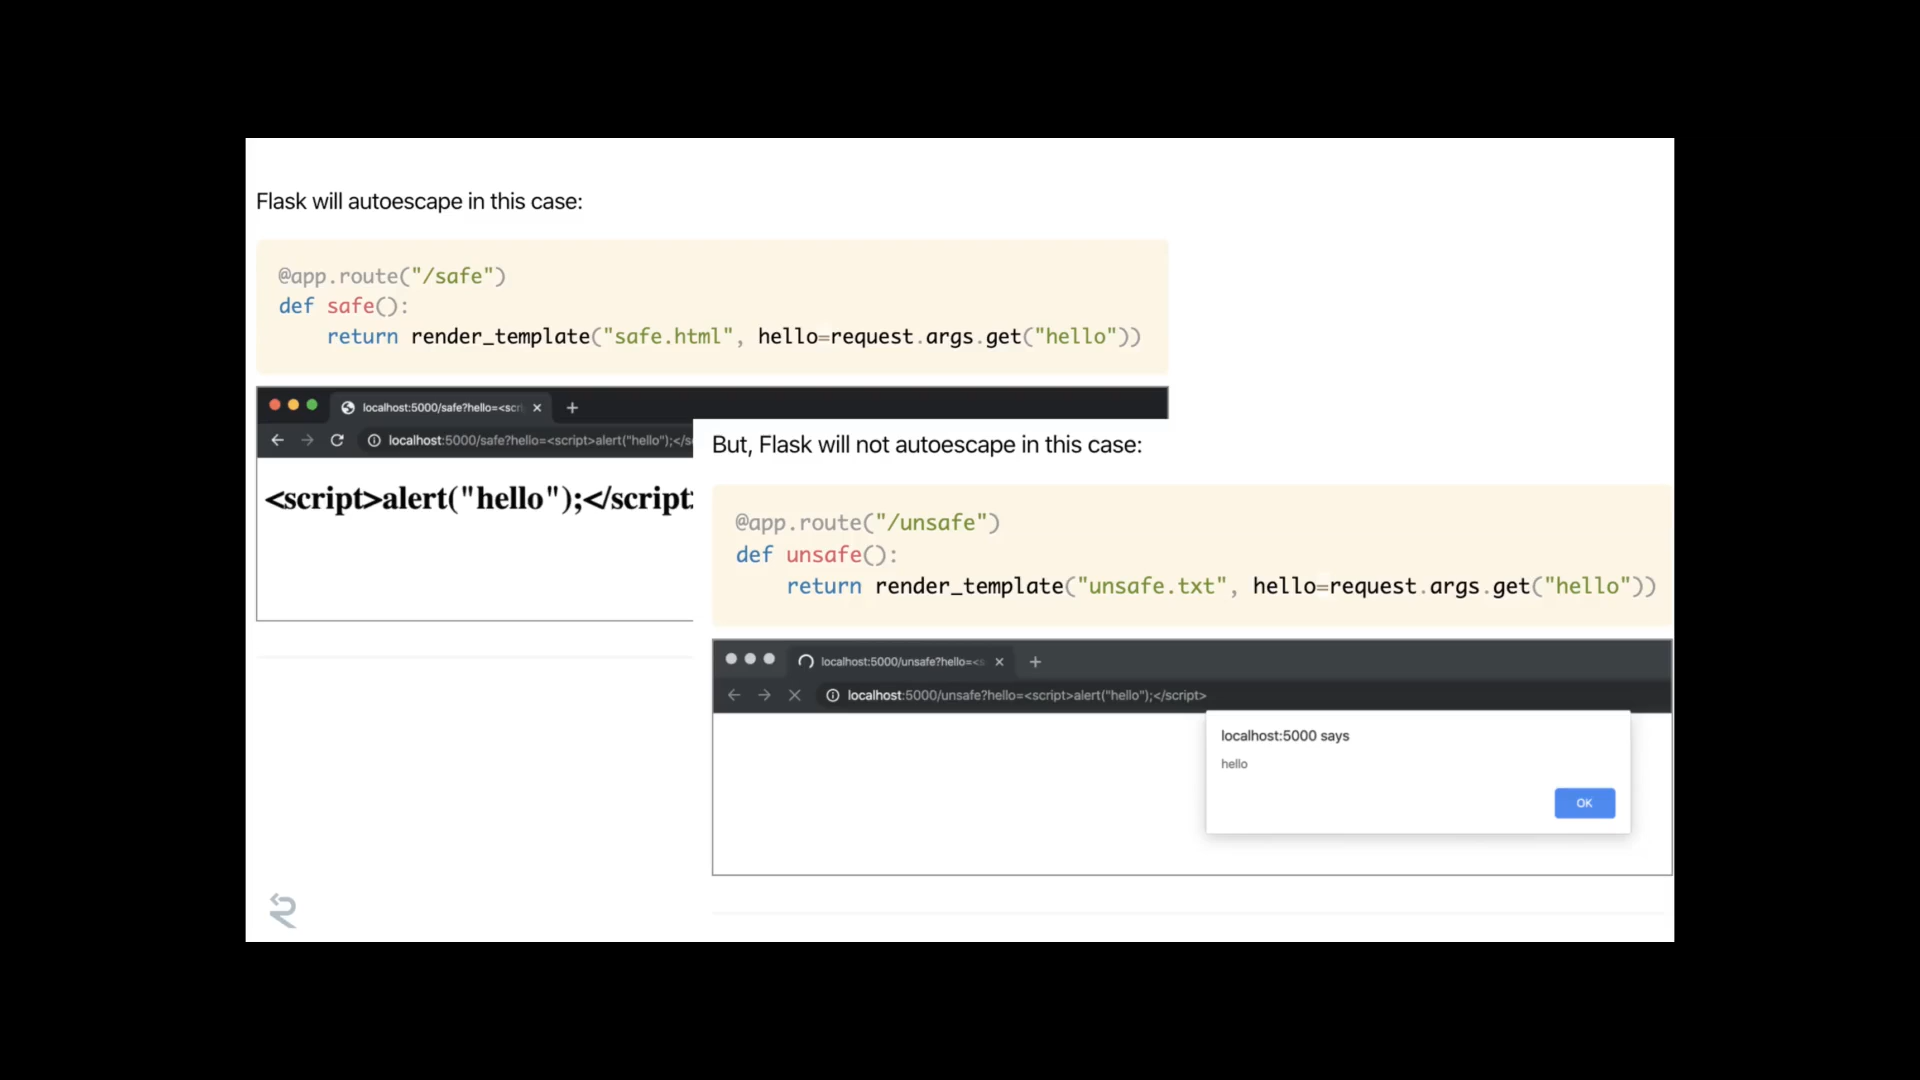 Flask will autoescape in this case:
@app.route("/safe")
def safe():
    return render_template("safe.html", hello=request.args.get("hello"))
localhost:5000/safe?hello=<scri
localhost:5000/safe?hello=<script>alert("hello");</s
<script>alert("hello");</script
But, Flask will not autoescape in this case:
@app.route("/unsafe")
def unsafe():
    return render_template("unsafe.txt", hello=request.args.get("hello"))
localhost:5000/unsafe?hello=<s
localhost:5000/unsafe?hello=<script>alert("hello");</script>
localhost:5000 says
hello
OK